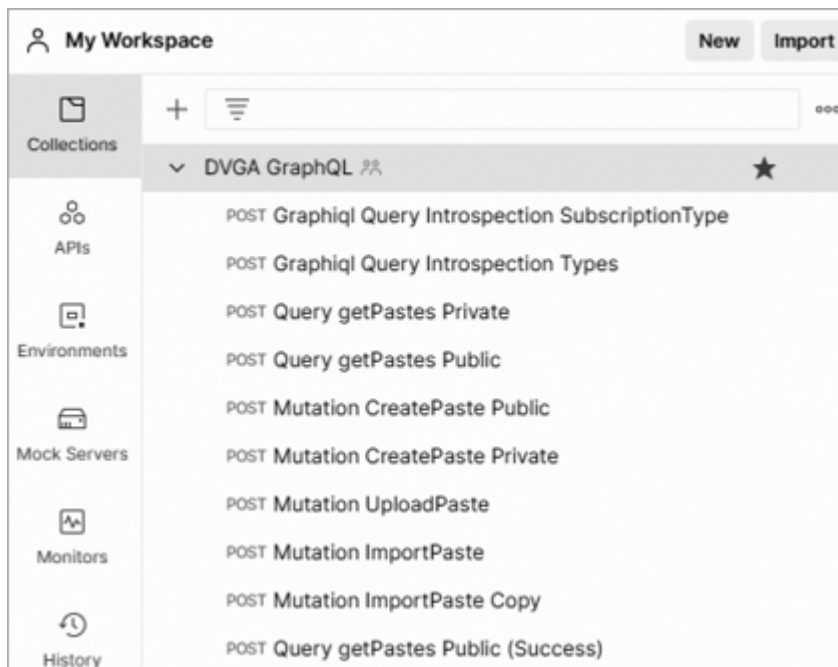 My Workspace New Import
Collections
DVGA GraphQL
POST Graphiql Query Introspection SubscriptionType
APIs
POST Graphiql Query Introspection Types
POST Query getPastes Private
Environments
POST Query getPastes Public
POST Mutation CreatePaste Public
Mock Servers
POST Mutation CreatePaste Private
POST Mutation UploadPaste
Monitors
POST Mutation ImportPaste
POST Mutation ImportPaste Copy
History
POST Query getPastes Public (Success)